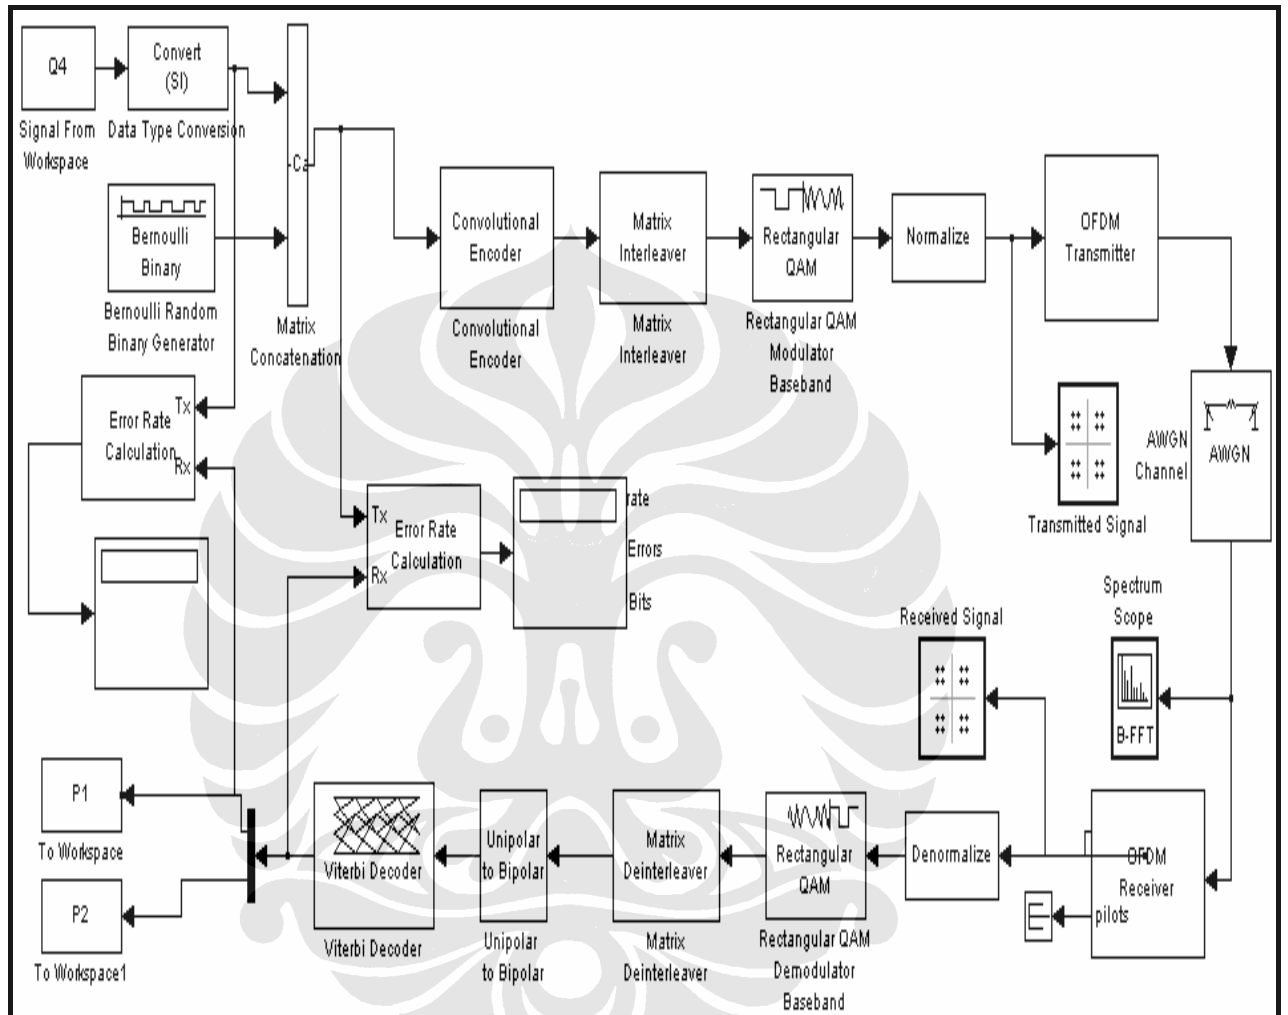 Q4
Signal From
Workspace
Convert
(SI)
Data Type Conversion
Bernoulli
Binary
Bernoulli Random
Binary Generator
-Ca
Matrix
Concatenation
Convolutional
Encoder
Convolutional
Encoder
Matrix
Interleaver
Matrix
Interleaver
Rectangular
QAM
Rectangular QAM
Modulator
Baseband
Normalize
OFDM
Transmitter
Transmitted Signal
AWGN
Channel
AWGN
Error Rate
Calculation
Tx
Rx
Tx
Rx
Error Rate
Calculation
rate
Errors
Bits
Received Signal
Spectrum
Scope
B-FFT
P1
To Workspace
P2
To Workspace1
Viterbi Decoder
Viterbi Decoder
Unipolar
to Bipolar
Unipolar
to Bipolar
Matrix
Deinterleaver
Matrix
Deinterleaver
Rectangular
QAM
Rectangular QAM
Demodulator
Baseband
Denormalize
OFDM
Receiver
pilots